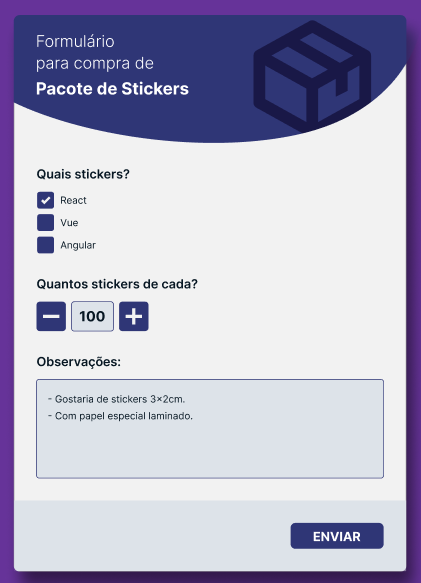 Formulário
para compra de
Pacote de Stickers
Quais stickers?
React
Vue
Angular
Quantos stickers de cada?
100
Observações:
- Gostaria de stickers 3×2cm.
- Com papel especial laminado.
ENVIAR